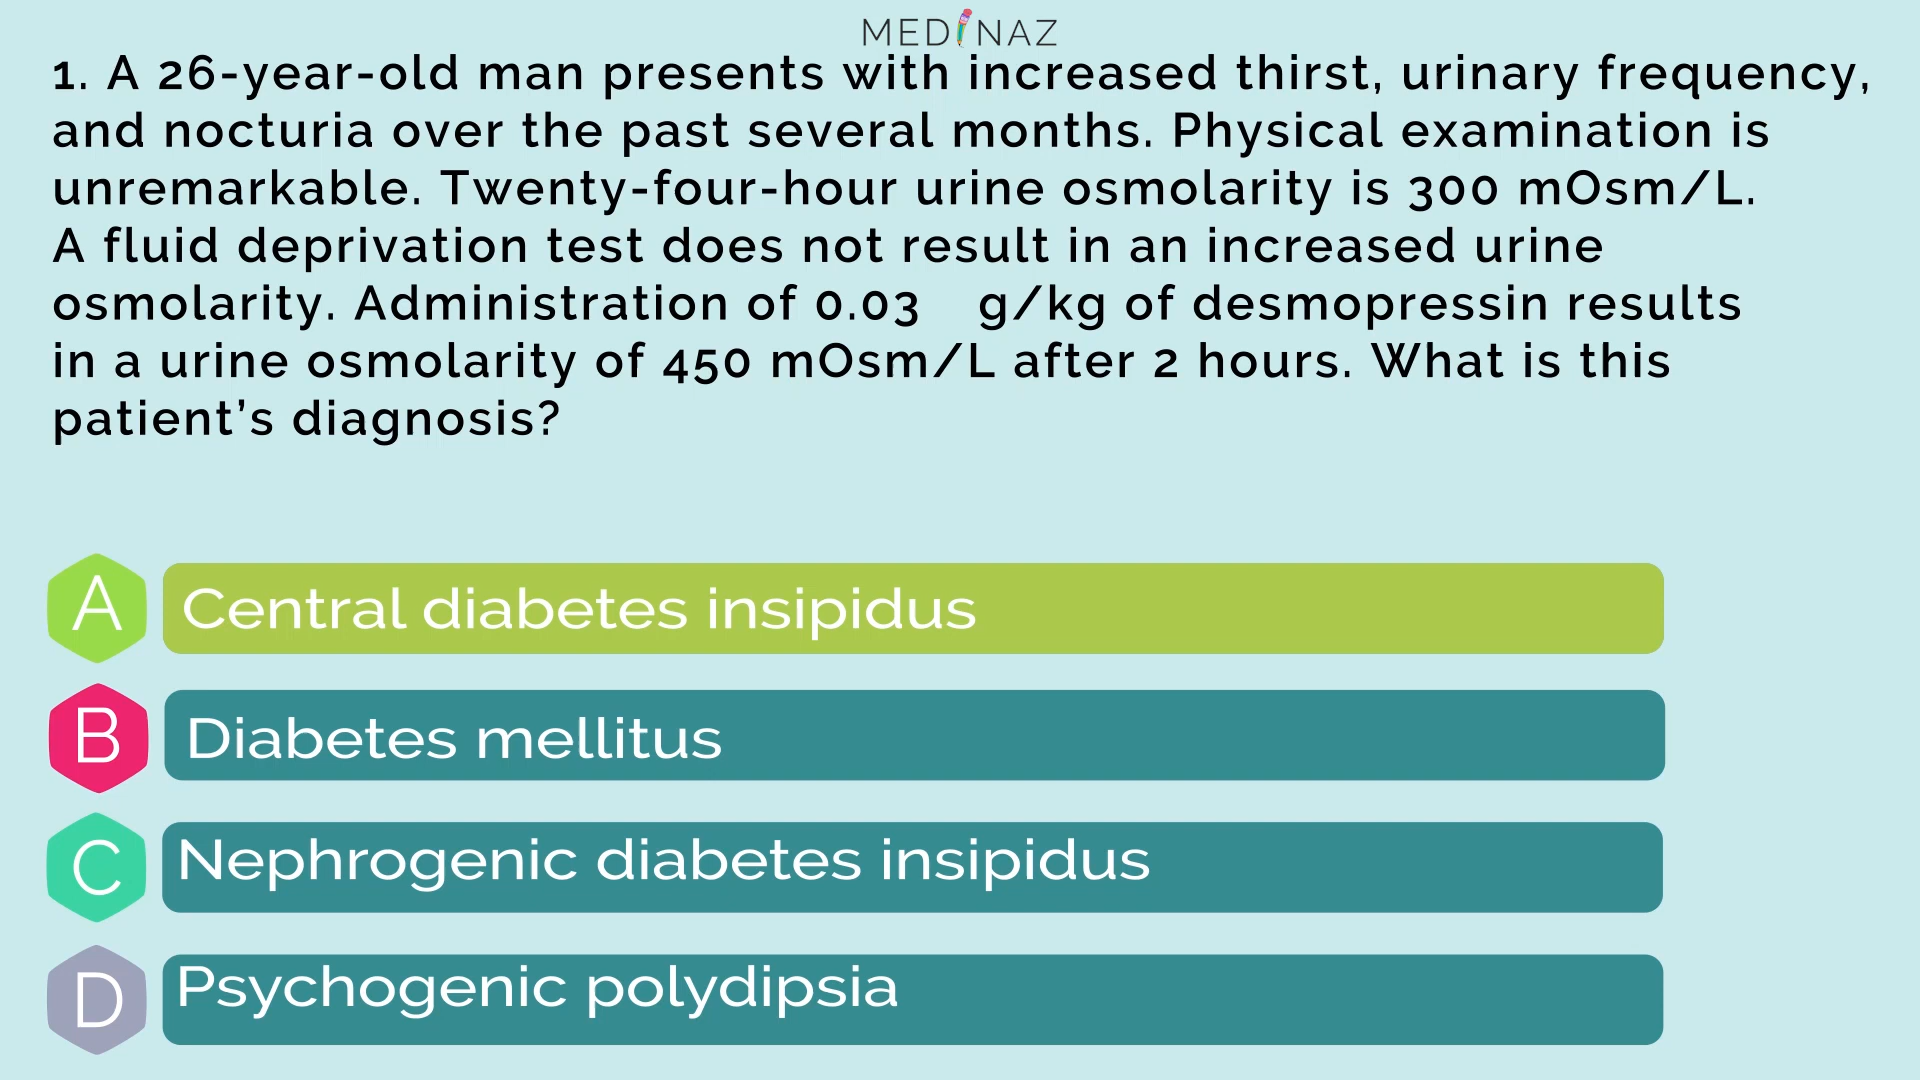 MEDINAZ
1. A 26-year-old man presents with increased thirst, urinary frequency,
and nocturia over the past several months. Physical examination is
unremarkable. Twenty-four-hour urine osmolarity is 300 mOsm/L.
A fluid deprivation test does not result in an increased urine
osmolarity. Administration of 0.03 g/kg of desmopressin results
in a urine osmolarity of 450 mOsm/L after 2 hours. What is this
patient’s diagnosis?
A Central diabetes insipidus
B Diabetes mellitus
C Nephrogenic diabetes insipidus
D Psychogenic polydipsia